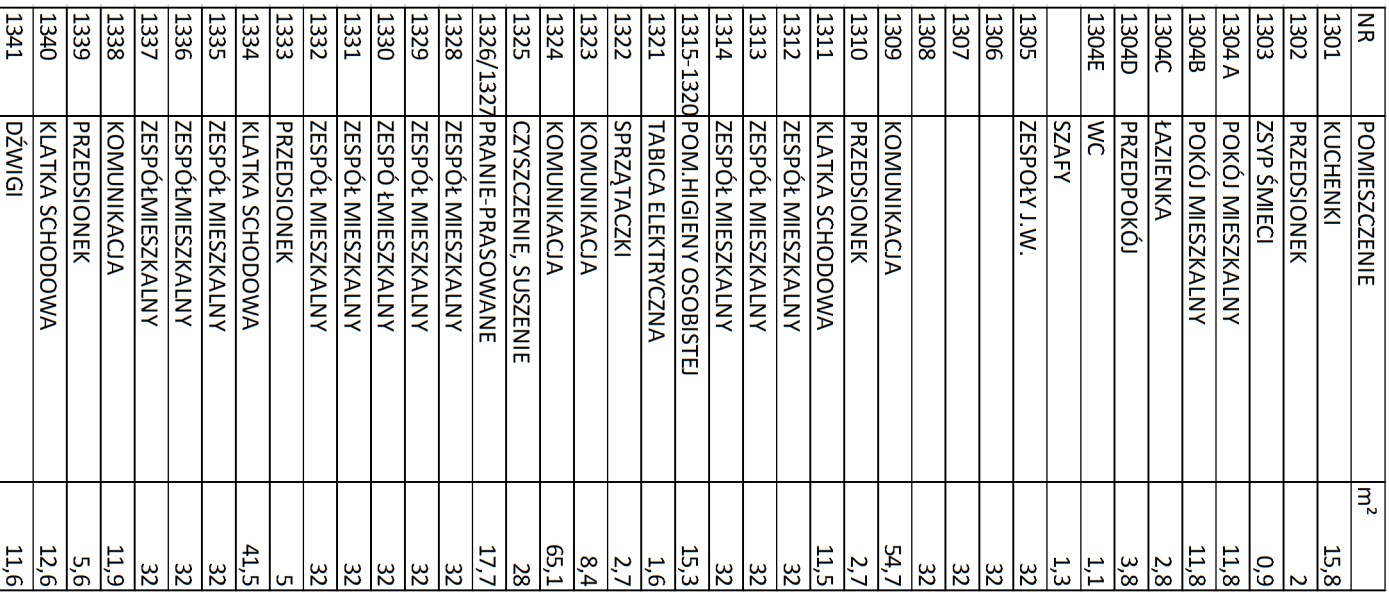 NR POMIESZCZENIE m²
1301 KUCHENKI 15,8
1302 PRZEDSIONEK 2
1303 ZSYP ŚMIECI 0,9
1304 A POKÓJ MIESZKALNY 11,8
1304B POKÓJ MIESZKALNY 11,8
1304C ŁAZIENKA 2,8
1304D PRZEDPOKÓJ 3,8
1304E WC 1,1
SZAFY 1,3
1305 ZESPOŁY J.W. 32
1306 32
1307 32
1308 32
1309 KOMUNIKACJA 54,7
1310 PRZEDSIONEK 2,7
1311 KLATKA SCHODOWA 11,5
1312 ZESPÓŁ MIESZKALNY 32
1313 ZESPÓŁ MIESZKALNY 32
1314 ZESPÓŁ MIESZKALNY 32
1315-1320 POM.HIGIENY OSOBISTEJ 15,3
1321 TABICA ELEKTRYCZNA 1,6
1322 SPRZĄTACZKI 2,7
1323 KOMUNIKACJA 8,4
1324 KOMUNIKACJA 65,1
1325 CZYSZCZENIE, SUSZENIE 28
1326/1327 PRANIE-PRASOWANE 17,7
1328 ZESPÓŁ MIESZKALNY 32
1329 ZESPÓŁ MIESZKALNY 32
1330 ZESPÓ ŁMIESZKALNY 32
1331 ZESPÓŁ MIESZKALNY 32
1332 ZESPÓŁ MIESZKALNY 32
1333 PRZEDSIONEK 5
1334 KLATKA SCHODOWA 41,5
1335 ZESPÓŁ MIESZKALNY 32
1336 ZESPÓŁMIESZKALNY 32
1337 ZESPÓŁMIESZKALNY 32
1338 KOMUNIKACJA 11,9
1339 PRZEDSIONEK 5,6
1340 KLATKA SCHODOWA 12,6
1341 DŹWIGI 11,6